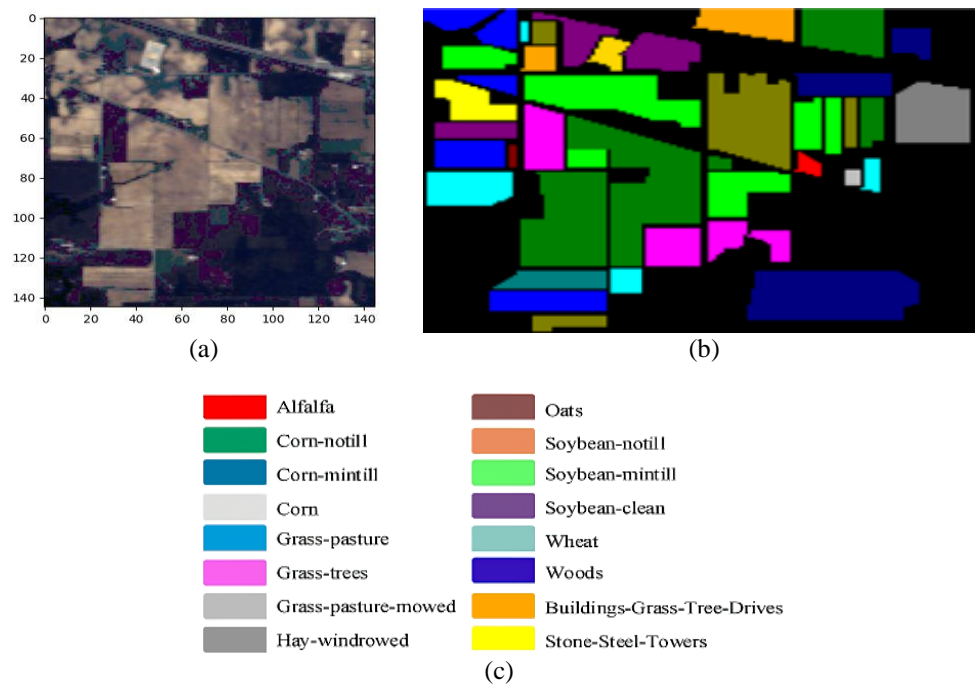 0
20
40
60
80
100
120
140
0 20 40 60 80 100 120 140
(a)
(b)
Alfalfa
Corn-notill
Corn-mintill
Corn
Grass-pasture
Grass-trees
Grass-pasture-mowed
Hay-windrowed
Oats
Soybean-notill
Soybean-mintill
Soybean-clean
Wheat
Woods
Buildings-Grass-Tree-Drives
Stone-Steel-Towers
(c)